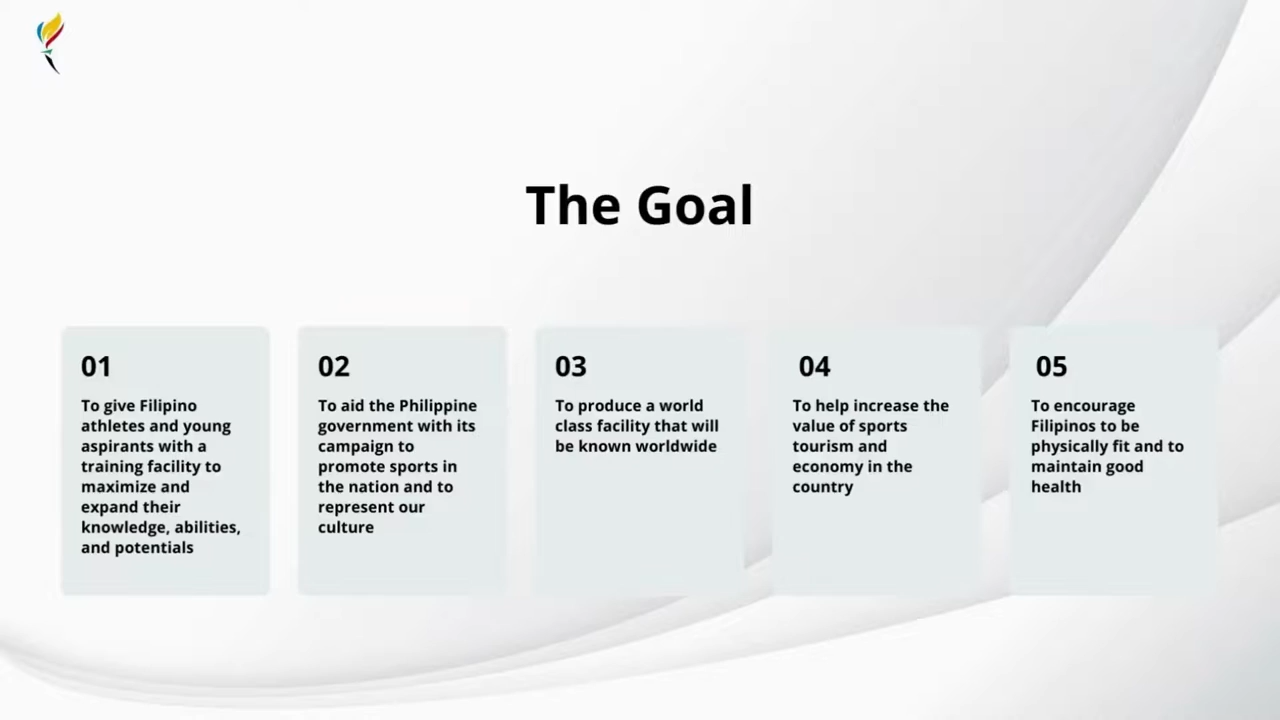 The Goal
01
To give Filipino
athletes and young
aspirants with a
training facility to
maximize and
expand their
knowledge, abilities,
and potentials
02
To aid the Philippine
government with its
campaign to
promote sports in
the nation and to
represent our
culture
03
To produce a world
class facility that will
be known worldwide
04
To help increase the
value of sports
tourism and
economy in the
country
05
To encourage
Filipinos to be
physically fit and to
maintain good
health